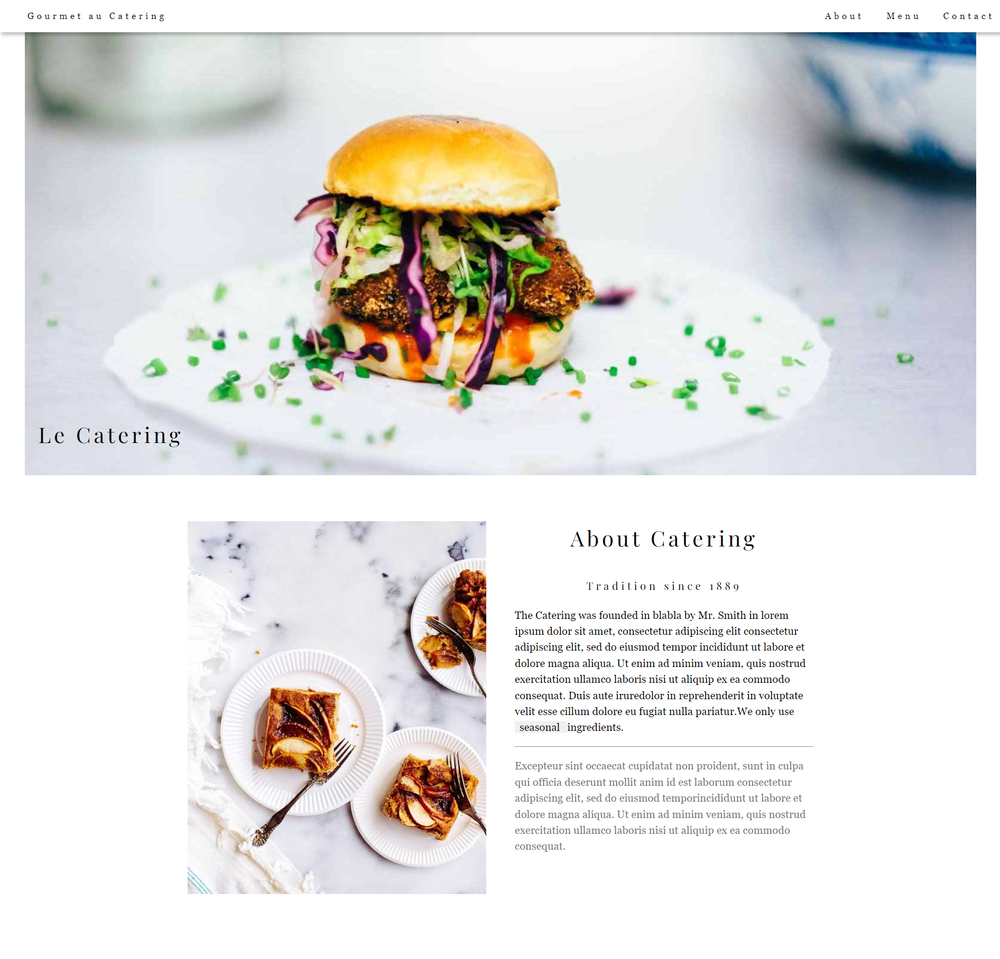 Gourmet au Catering
About Menu Contact
Le Catering
About Catering
Tradition since 1889
The Catering was founded in blabla by Mr. Smith in lorem
ipsum dolor sit amet, consectetur adipiscing elit consectetur
adipiscing elit, sed do eiusmod tempor incididunt ut labore et
dolore magna aliqua. Ut enim ad minim veniam, quis nostrud
exercitation ullamco laboris nisi ut aliquip ex ea commodo
consequat. Duis aute iruredolor in reprehenderit in voluptate
velit esse cillum dolore eu fugiat nulla pariatur.We only use
seasonal ingredients.
Excepteur sint occaecat cupidatat non proident, sunt in culpa
qui officia deserunt mollit anim id est laborum consectetur
adipiscing elit, sed do eiusmod temporincididunt ut labore et
dolore magna aliqua. Ut enim ad minim veniam, quis nostrud
exercitation ullamco laboris nisi ut aliquip ex ea commodo
consequat.